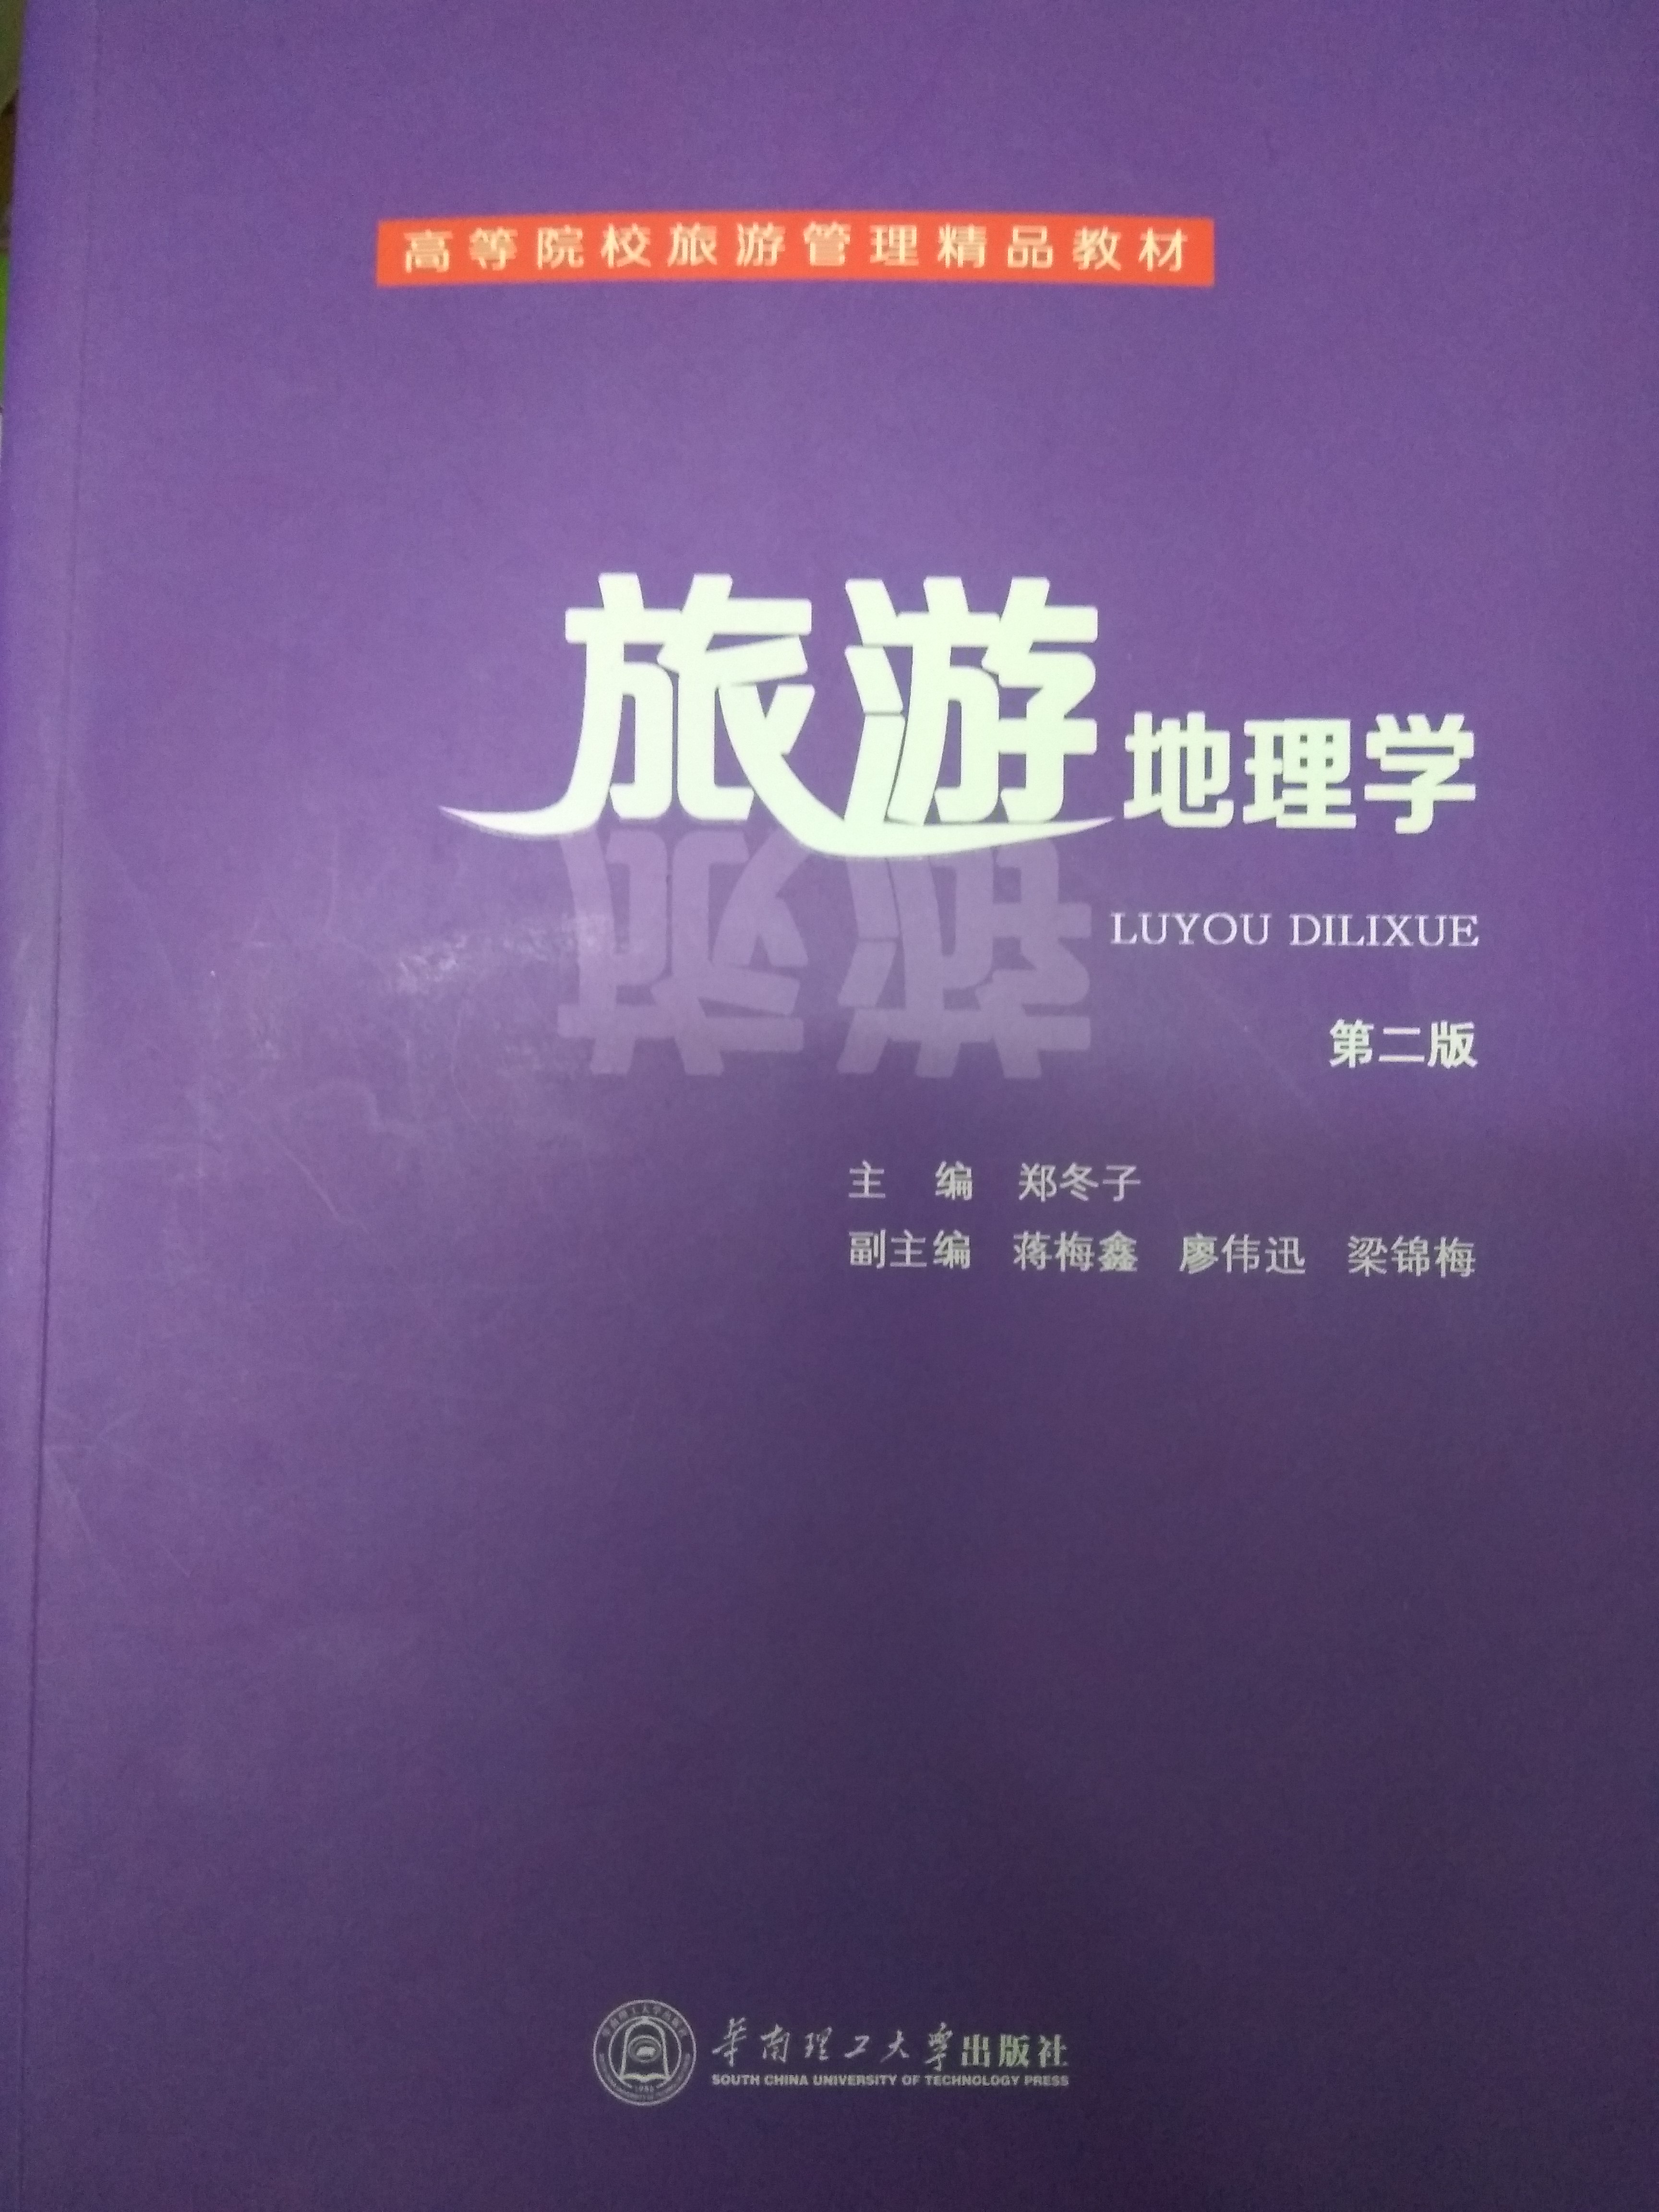 高等院校旅游管理精品教材
旅游地理学
LUYOU DILIXUE
第二版
主 编 郑冬子
副主编 蒋梅鑫 廖伟迅 梁锦梅
华南理工大学出版社
SOUTH CHINA UNIVERSITY OF TECHNOLOGY PRESS